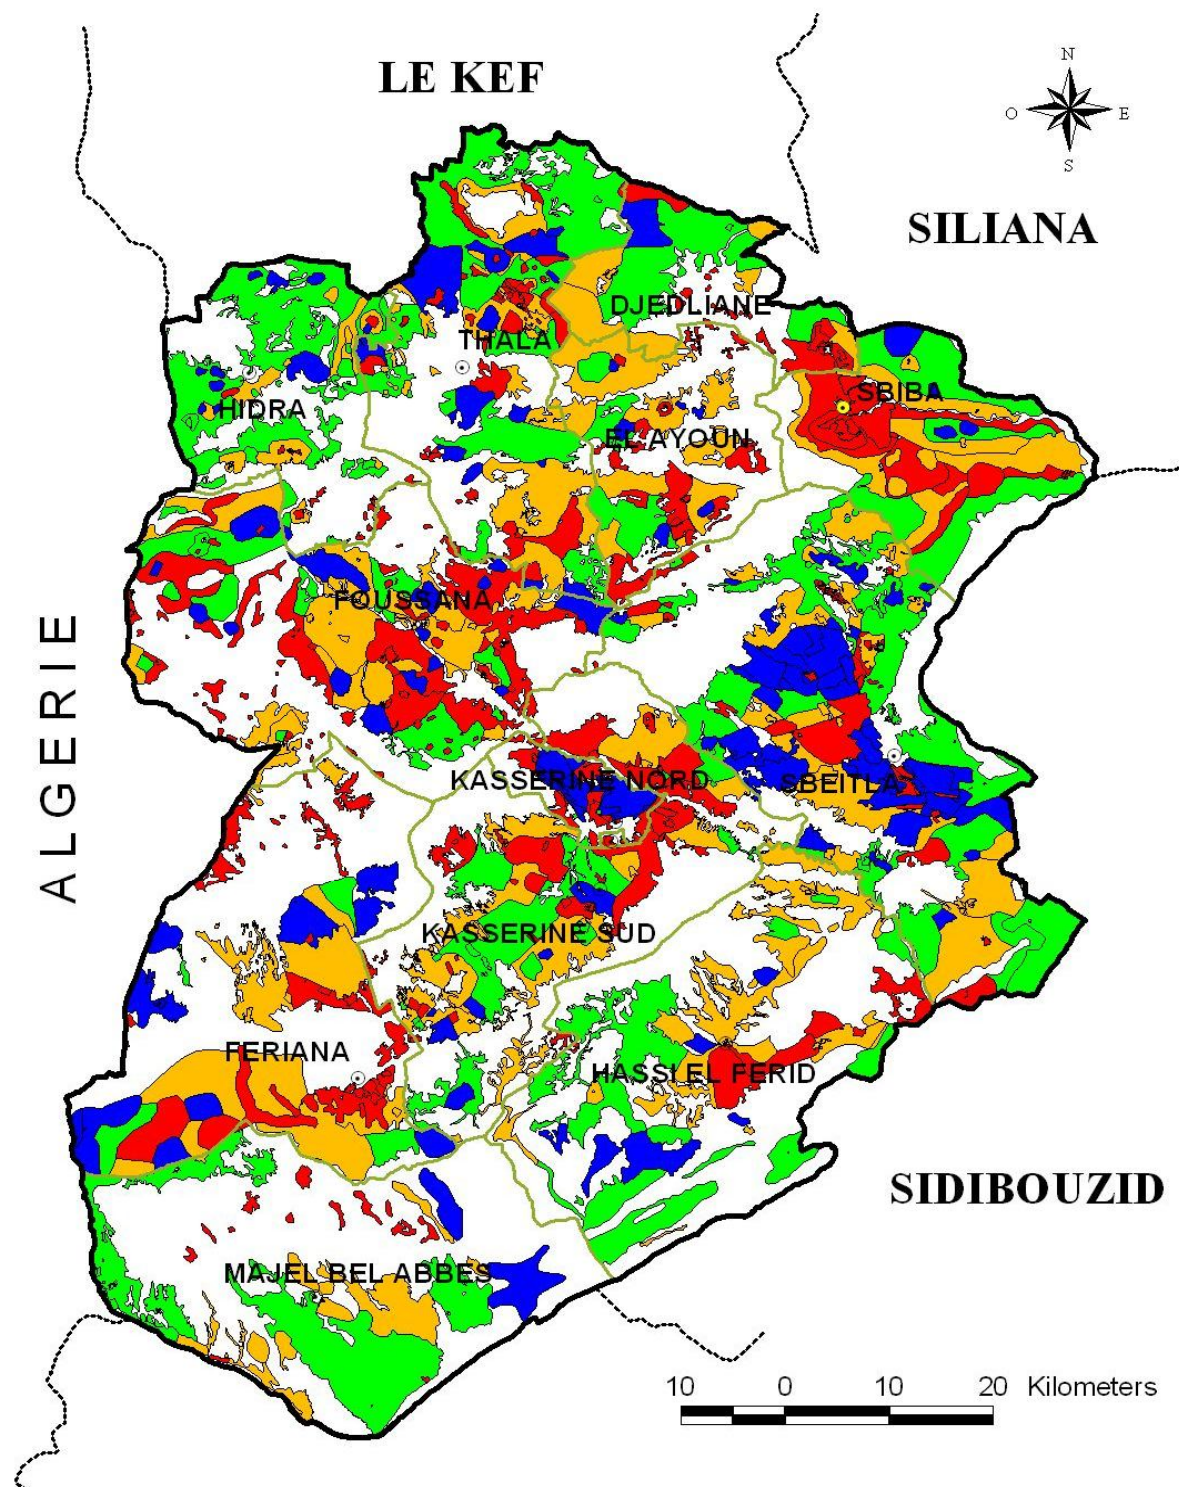 LE KEF
N
O
E
S
SILIANA
DJEDLIANE
THALA
SBIBA
HIDRA
EL AYOUN
FOUSSANA
ALGERIE
KASSERINE NORD
SBEITLA
KASSERINE SUD
FERIANA
HASSI EL FERID
SIDIBOUZID
MAJEL BEL ABBES
10 0 10 20 Kilometers